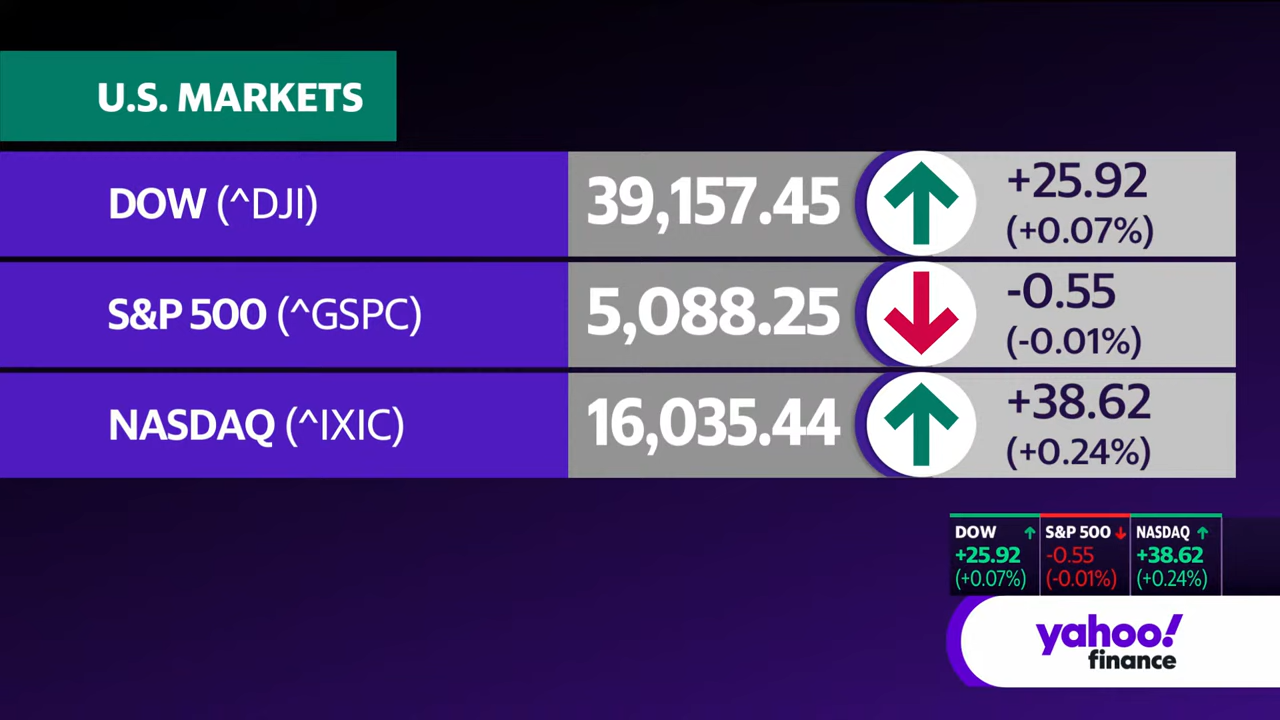 U.S. MARKETS
DOW (^DJI) 39,157.45 +25.92
(+0.07%)
S&P 500 (^GSPC) 5,088.25 -0.55
(-0.01%)
NASDAQ (^IXIC) 16,035.44 +38.62
(+0.24%)
DOW S&P 500 NASDAQ
+25.92 -0.55 +38.62
(+0.07%) (-0.01%) (+0.24%)
yahoo!
finance